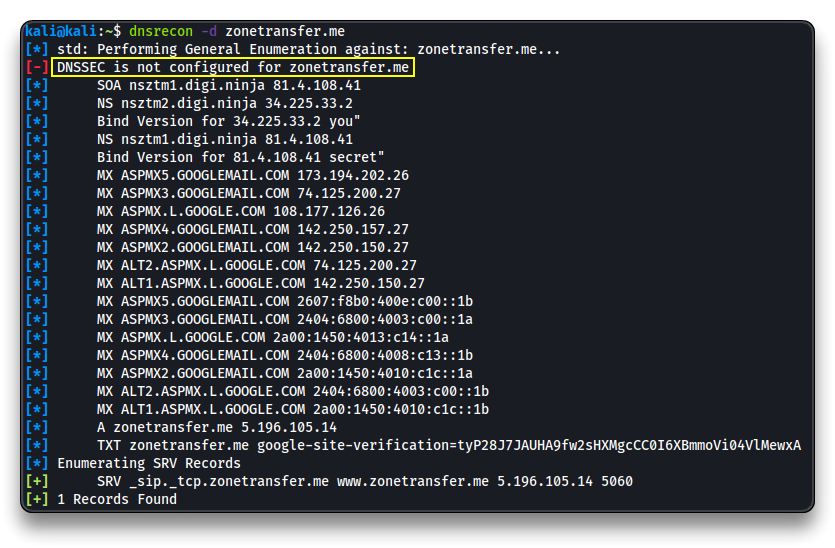 kali@kali:~$ dnsrecon -d zonetransfer.me
[*] std: Performing General Enumeration against: zonetransfer.me...
[-] DNSSEC is not configured for zonetransfer.me
[*] SOA nsztm1.digi.ninja 81.4.108.41
[*] NS nsztm2.digi.ninja 34.225.33.2
[*] Bind Version for 34.225.33.2 you"
[*] NS nsztm1.digi.ninja 81.4.108.41
[*] Bind Version for 81.4.108.41 secret"
[*] MX ASPMX5.GOOGLEMAIL.COM 173.194.202.26
[*] MX ASPMX3.GOOGLEMAIL.COM 74.125.200.27
[*] MX ASPMX.L.GOOGLE.COM 108.177.126.26
[*] MX ASPMX4.GOOGLEMAIL.COM 142.250.157.27
[*] MX ASPMX2.GOOGLEMAIL.COM 142.250.150.27
[*] MX ALT2.ASPMX.L.GOOGLE.COM 74.125.200.27
[*] MX ALT1.ASPMX.L.GOOGLE.COM 142.250.150.27
[*] MX ASPMX5.GOOGLEMAIL.COM 2607:f8b0:400e:c00::1b
[*] MX ASPMX3.GOOGLEMAIL.COM 2404:6800:4003:c00::1a
[*] MX ASPMX.L.GOOGLE.COM 2a00:1450:4013:c14::1a
[*] MX ASPMX4.GOOGLEMAIL.COM 2404:6800:4008:c13::1b
[*] MX ASPMX2.GOOGLEMAIL.COM 2a00:1450:4010:c1c::1a
[*] MX ALT2.ASPMX.L.GOOGLE.COM 2404:6800:4003:c00::1b
[*] MX ALT1.ASPMX.L.GOOGLE.COM 2a00:1450:4010:c1c::1b
[*] A zonetransfer.me 5.196.105.14
[*] TXT zonetransfer.me google-site-verification=tyP28J7JAUHA9fw2sHXMgcCC0I6XBmmoVi04VlMewxA
[*] Enumerating SRV Records
[+] SRV _sip._tcp.zonetransfer.me www.zonetransfer.me 5.196.105.14 5060
[+] 1 Records Found